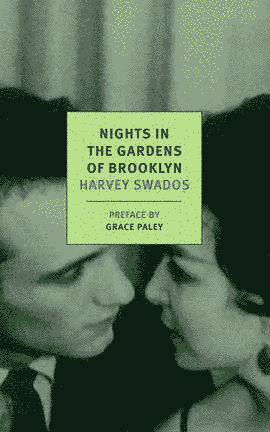 NIGHTS IN
THE GARDENS
OF BROOKLYN
HARVEY SWADOS
PREFACE BY
GRACE PALEY